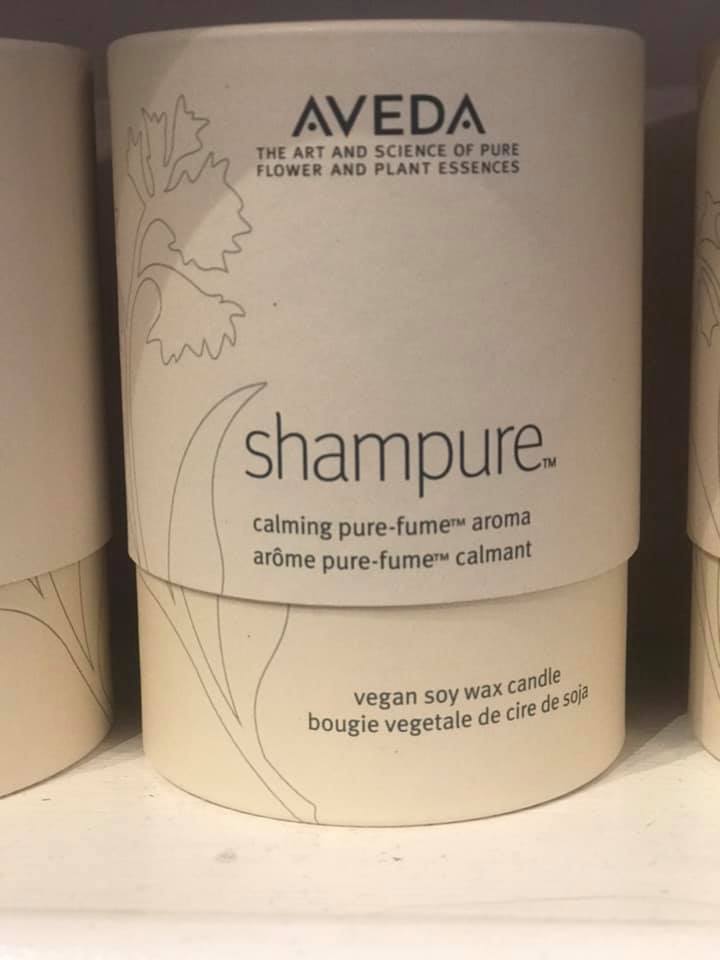 AVEDA
THE ART AND SCIENCE OF PURE
FLOWER AND PLANT ESSENCES
shampure™
calming pure-fume™ aroma
arôme pure-fume™ calmant
vegan soy wax candle
bougie vegetale de cire de soja